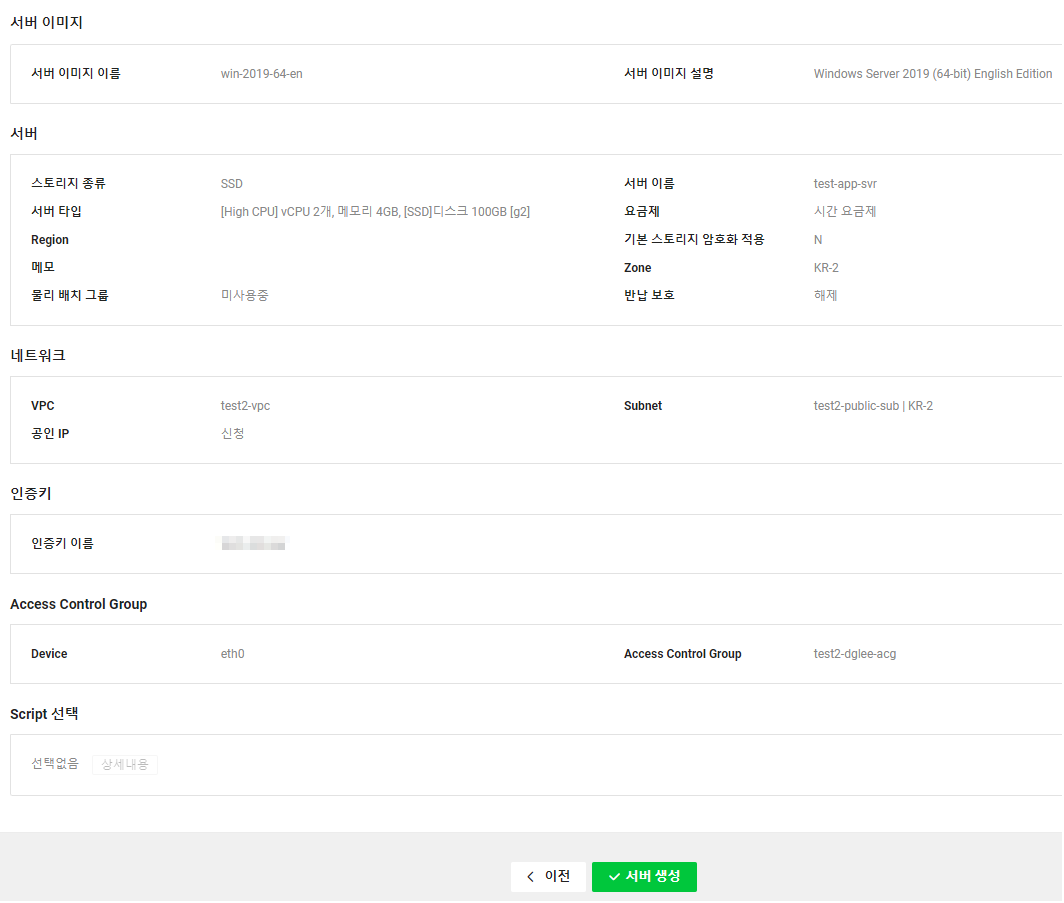 서버 이미지
서버 이미지 이름 win-2019-64-en 서버 이미지 설명 Windows Server 2019 (64-bit) English Edition
서버
스토리지 종류 SSD 서버 이름 test-app-svr
서버 타입 [High CPU] vCPU 2개, 메모리 4GB, [SSD]디스크 100GB [g2] 요금제 시간 요금제
Region 기본 스토리지 암호화 적용 N
메모 Zone KR-2
물리 배치 그룹 미사용중 반납 보호 해제
네트워크
VPC test2-vpc Subnet test2-public-sub | KR-2
공인 IP 신청
인증키
인증키 이름
Access Control Group
Device eth0 Access Control Group test2-dglee-acg
Script 선택
선택없음 상세내용
이전 서버 생성